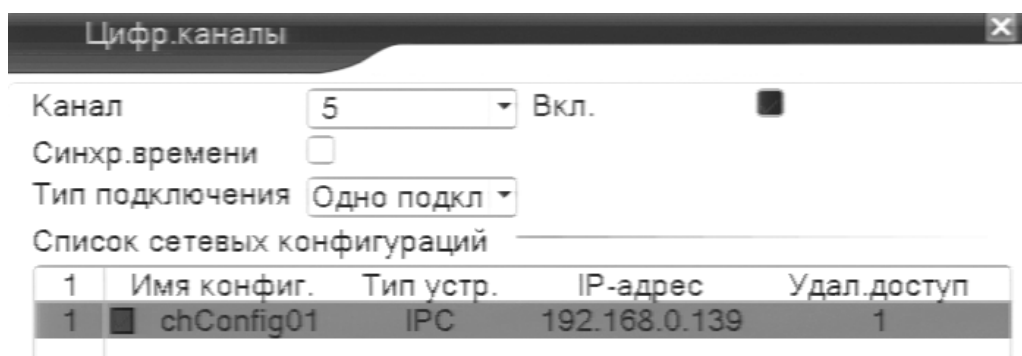 Цифр.каналы
Канал 5 Вкл.
Синхр.времени
Тип подключения Одно подкл
Список сетевых конфигураций
1 Имя конфиг. Тип устр. IP-адрес Удал.доступ
1 chConfig01 IPC 192.168.0.139 1